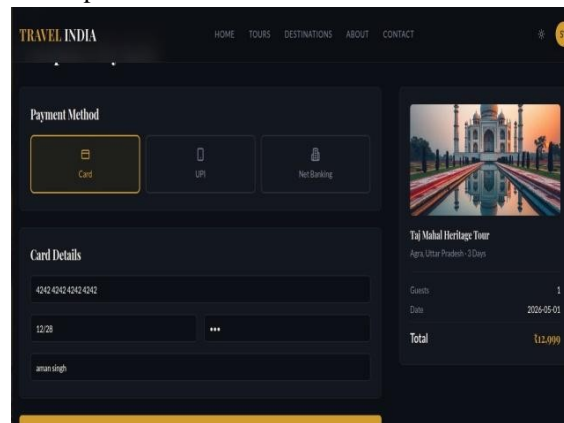 TRAVEL INDIA
HOME TOURS DESTINATIONS ABOUT CONTACT
Payment Method
Card
UPI
Net Banking
Card Details
4242 4242 4242 4242
12/28
•••
aman singh
Taj Mahal Heritage Tour
Agra, Uttar Pradesh · 3 Days
Guests 1
Date 2026-05-01
Total ₹12,999